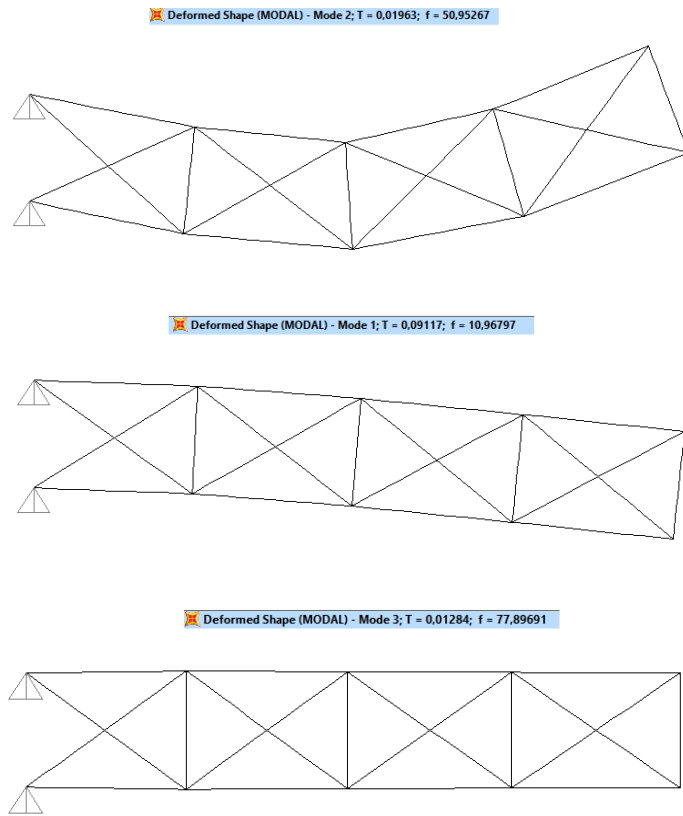 Deformed Shape (MODAL) - Mode 2; T = 0,01963; f = 50,95267
Deformed Shape (MODAL) - Mode 1; T = 0,09117; f = 10,96797
Deformed Shape (MODAL) - Mode 3; T = 0,01284; f = 77,89691